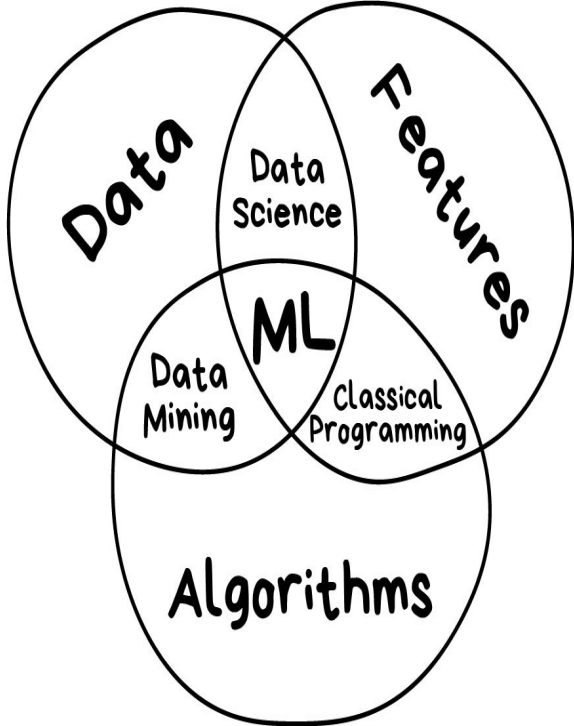 Data
Features
Data
Science
ML
Data
Mining
Classical
Programming
Algorithms